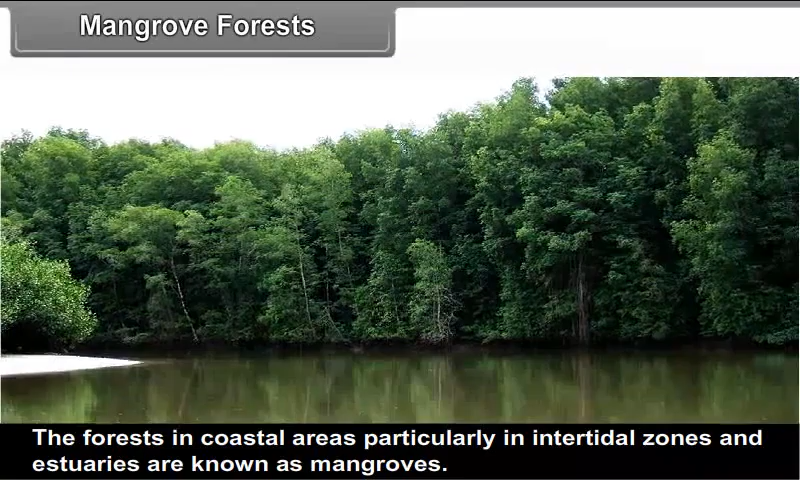 Mangrove Forests
The forests in coastal areas particularly in intertidal zones and
estuaries are known as mangroves.